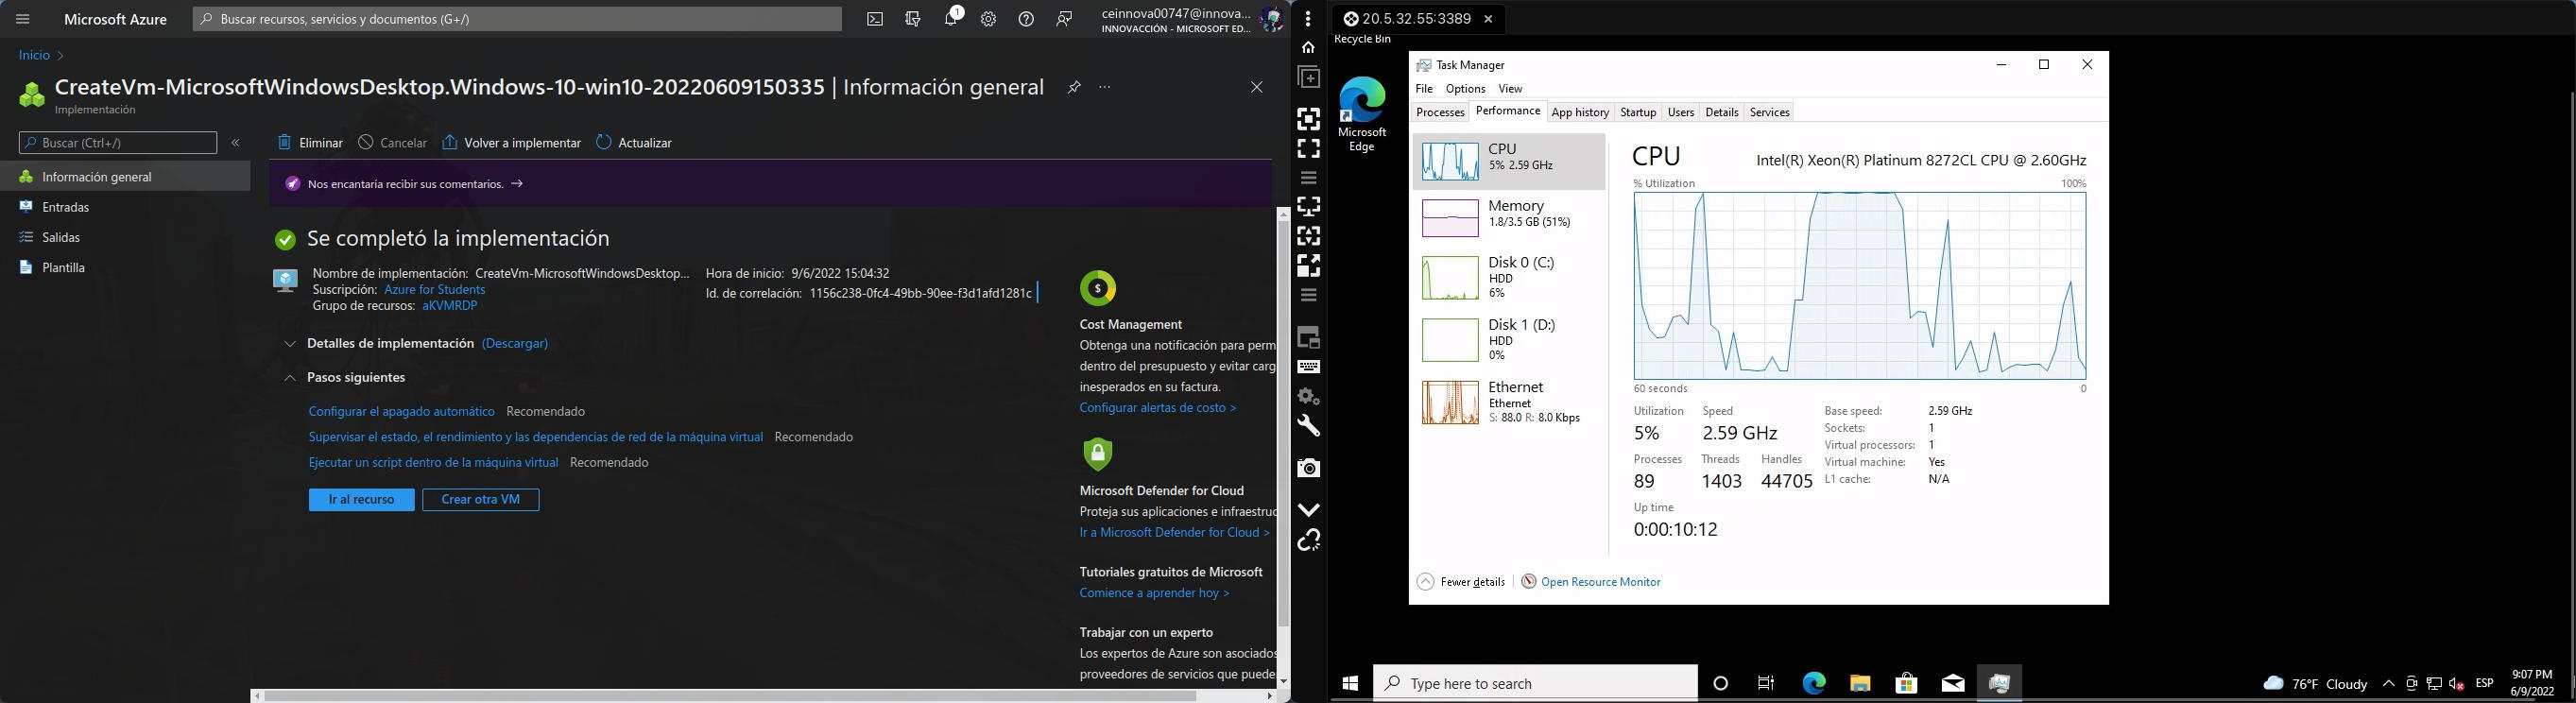 Microsoft Azure
Buscar recursos, servicios y documentos (G+/)
1
ceinnova00747@innova...
INNOVACCIÓN - MICROSOFT ED...
Inicio >
CreateVm-MicrosoftWindowsDesktop.Windows-10-win10-20220609150335 | Información general
Implementación
Buscar (Ctrl+/)
«
Eliminar
Cancelar
Volver a implementar
Actualizar
Información general
Entradas
Salidas
Plantilla
Nos encantaría recibir sus comentarios. →
Se completó la implementación
Nombre de implementación: CreateVm-MicrosoftWindowsDesktop...
Suscripción: Azure for Students
Grupo de recursos: aKVMRDP
Hora de inicio: 9/6/2022 15:04:32
Id. de correlación: 1156c238-0fc4-49bb-90ee-f3d1afd1281c
Detalles de implementación (Descargar)
Pasos siguientes
Configurar el apagado automático Recomendado
Supervisar el estado, el rendimiento y las dependencias de red de la máquina virtual Recomendado
Ejecutar un script dentro de la máquina virtual Recomendado
Ir al recurso
Crear otra VM
$
Cost Management
Obtenga una notificación para perm
dentro del presupuesto y evitar carg
inesperados en su factura.
Configurar alertas de costo >
Microsoft Defender for Cloud
Proteja sus aplicaciones e infraestruc
Ir a Microsoft Defender for Cloud >
Tutoriales gratuitos de Microsoft
Comience a aprender hoy >
Trabajar con un experto
Los expertos de Azure son asociados
proveedores de servicios que puede
20.5.32.55:3389
Recycle Bin
Microsoft
Edge
Task Manager
File Options View
Processes Performance App history Startup Users Details Services
CPU
5% 2.59 GHz
Memory
1.8/3.5 GB (51%)
Disk 0 (C:)
HDD
6%
Disk 1 (D:)
HDD
0%
Ethernet
Ethernet
S: 88.0 R: 8.0 Kbps
CPU
Intel(R) Xeon(R) Platinum 8272CL CPU @ 2.60GHz
% Utilization
100%
60 seconds
0
Utilization Speed
5% 2.59 GHz
Processes Threads Handles
89 1403 44705
Up time
0:00:10:12
Base speed: 2.59 GHz
Sockets: 1
Virtual processors: 1
Virtual machine: Yes
L1 cache: N/A
Fewer details
Open Resource Monitor
Type here to search
76°F Cloudy
ESP
9:07 PM
6/9/2022